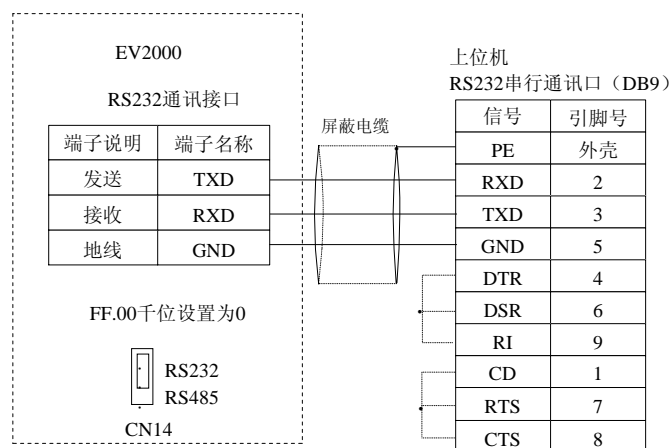 EV2000
RS232通讯接口
端子说明 端子名称
发送 TXD
接收 RXD
地线 GND
FF.00千位设置为0
RS232
RS485
CN14
屏蔽电缆
上位机
RS232串行通讯口（DB9）
信号 引脚号
PE 外壳
RXD 2
TXD 3
GND 5
DTR 4
DSR 6
RI 9
CD 1
RTS 7
CTS 8